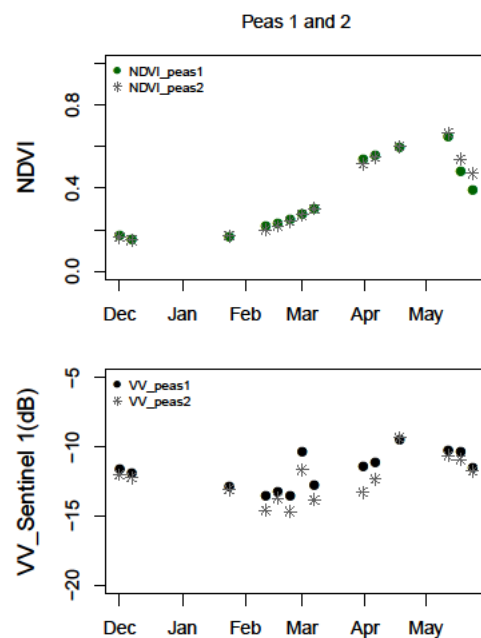 Peas 1 and 2
NDVI
NDVI_peas1
NDVI_peas2
0.8
0.4
0.0
Dec Jan Feb Mar Apr May
VV_Sentinel 1(dB)
VV_peas1
VV_peas2
−5
−10
−15
−20
Dec Jan Feb Mar Apr May